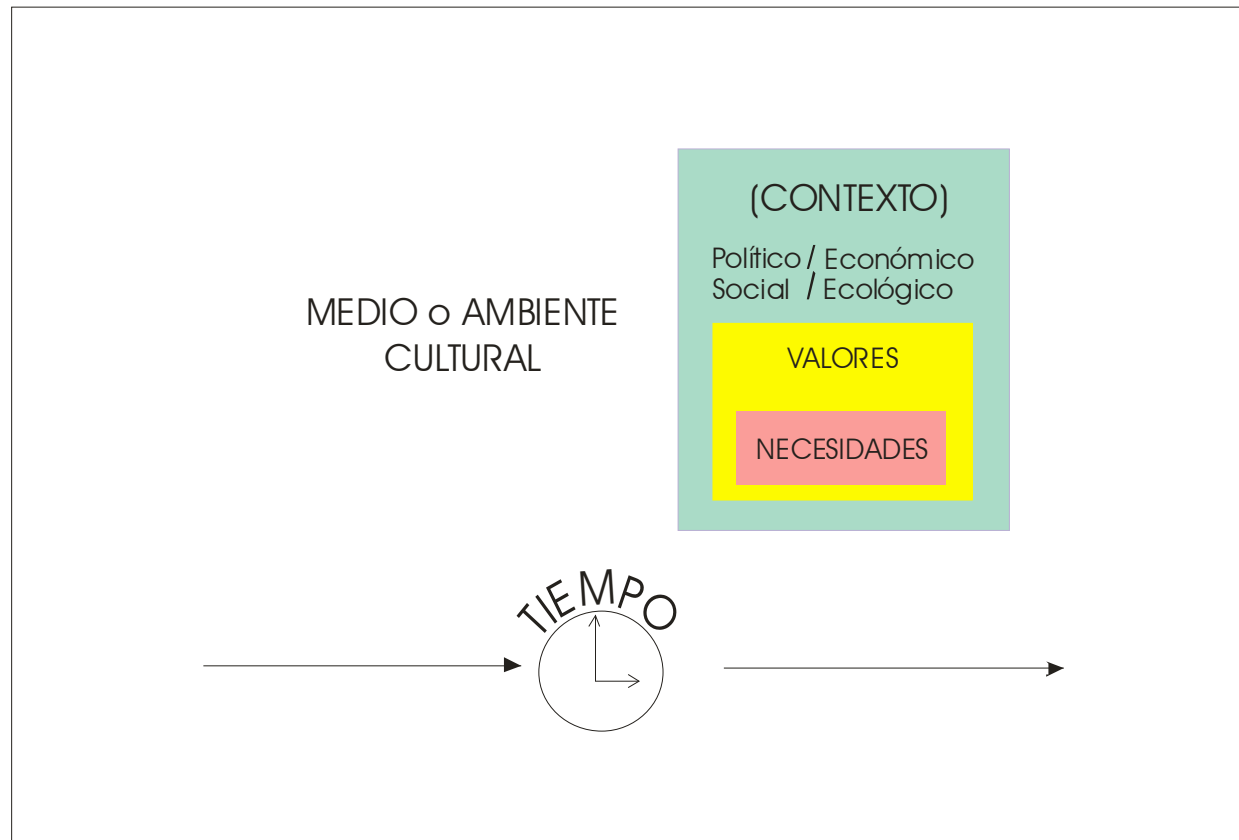 (CONTEXTO)
Político / Económico
Social / Ecológico
MEDIO o AMBIENTE
CULTURAL
VALORES
NECESIDADES
TIEMPO